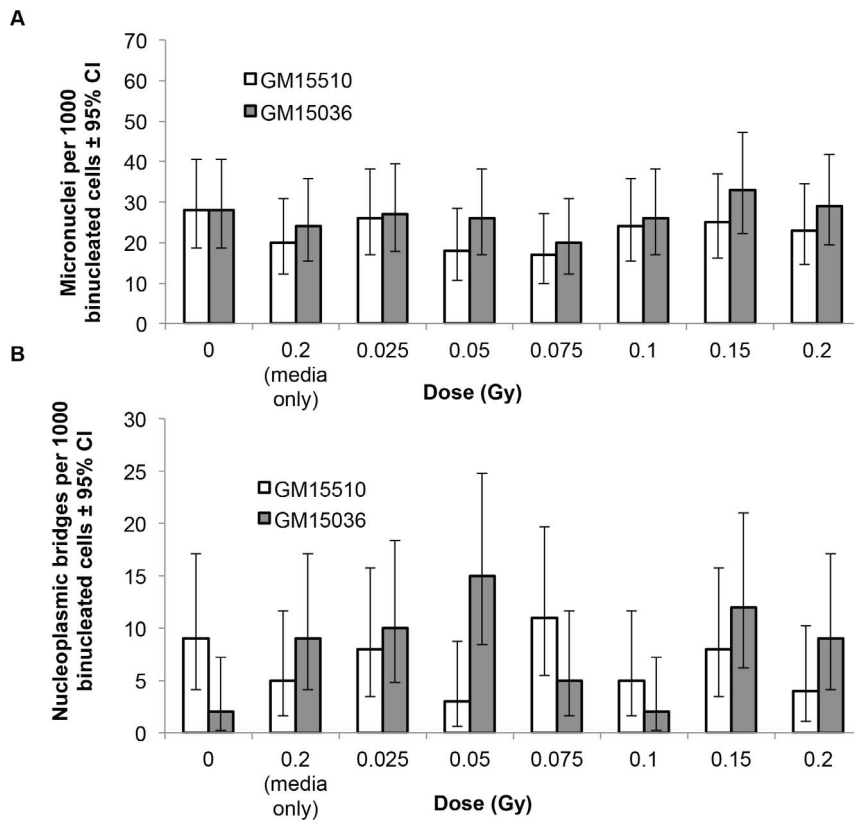 A
Micronuclei per 1000
binucleated cells ± 95% CI
70
60
50
40
30
20
10
0
GM15510
GM15036
0
0.2
(media
only)
0.025
0.05
0.075
0.1
0.15
0.2
Dose (Gy)
B
Nucleoplasmic bridges per 1000
binucleated cells ± 95% CI
30
25
20
15
10
5
0
GM15510
GM15036
0
0.2
(media
only)
0.025
0.05
0.075
0.1
0.15
0.2
Dose (Gy)